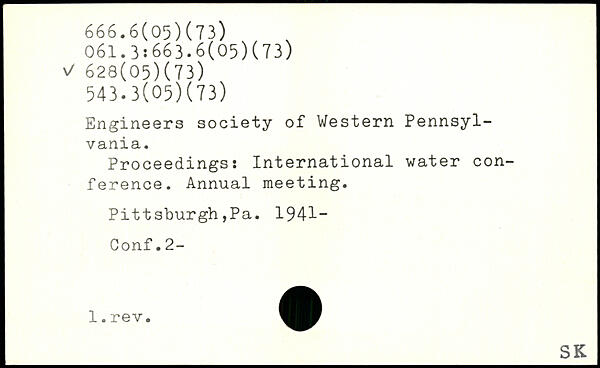 666.6(05)(73)
061.3:663.6(05)(73)
✓ 628(05)(73)
543.3(05)(73)
Engineers society of Western Pennsyl-
vania.
Proceedings: International water con-
ference. Annual meeting.
Pittsburgh,Pa. 1941-
Conf.2-
1.rev.
SK